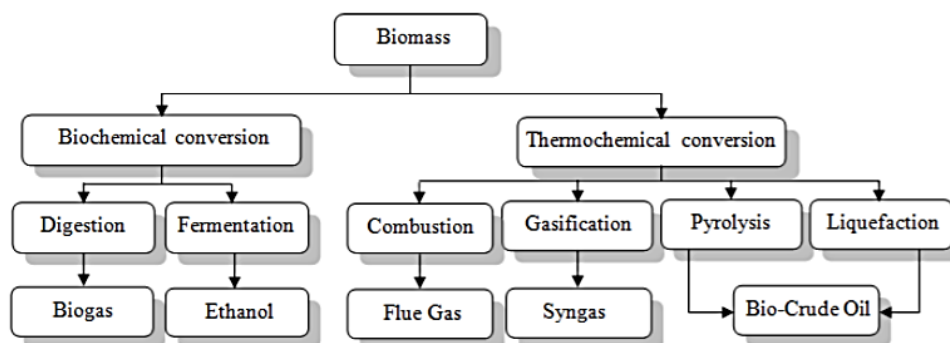 Biomass
Biochemical conversion
Thermochemical conversion
Digestion
Fermentation
Combustion
Gasification
Pyrolysis
Liquefaction
Biogas
Ethanol
Flue Gas
Syngas
Bio-Crude Oil